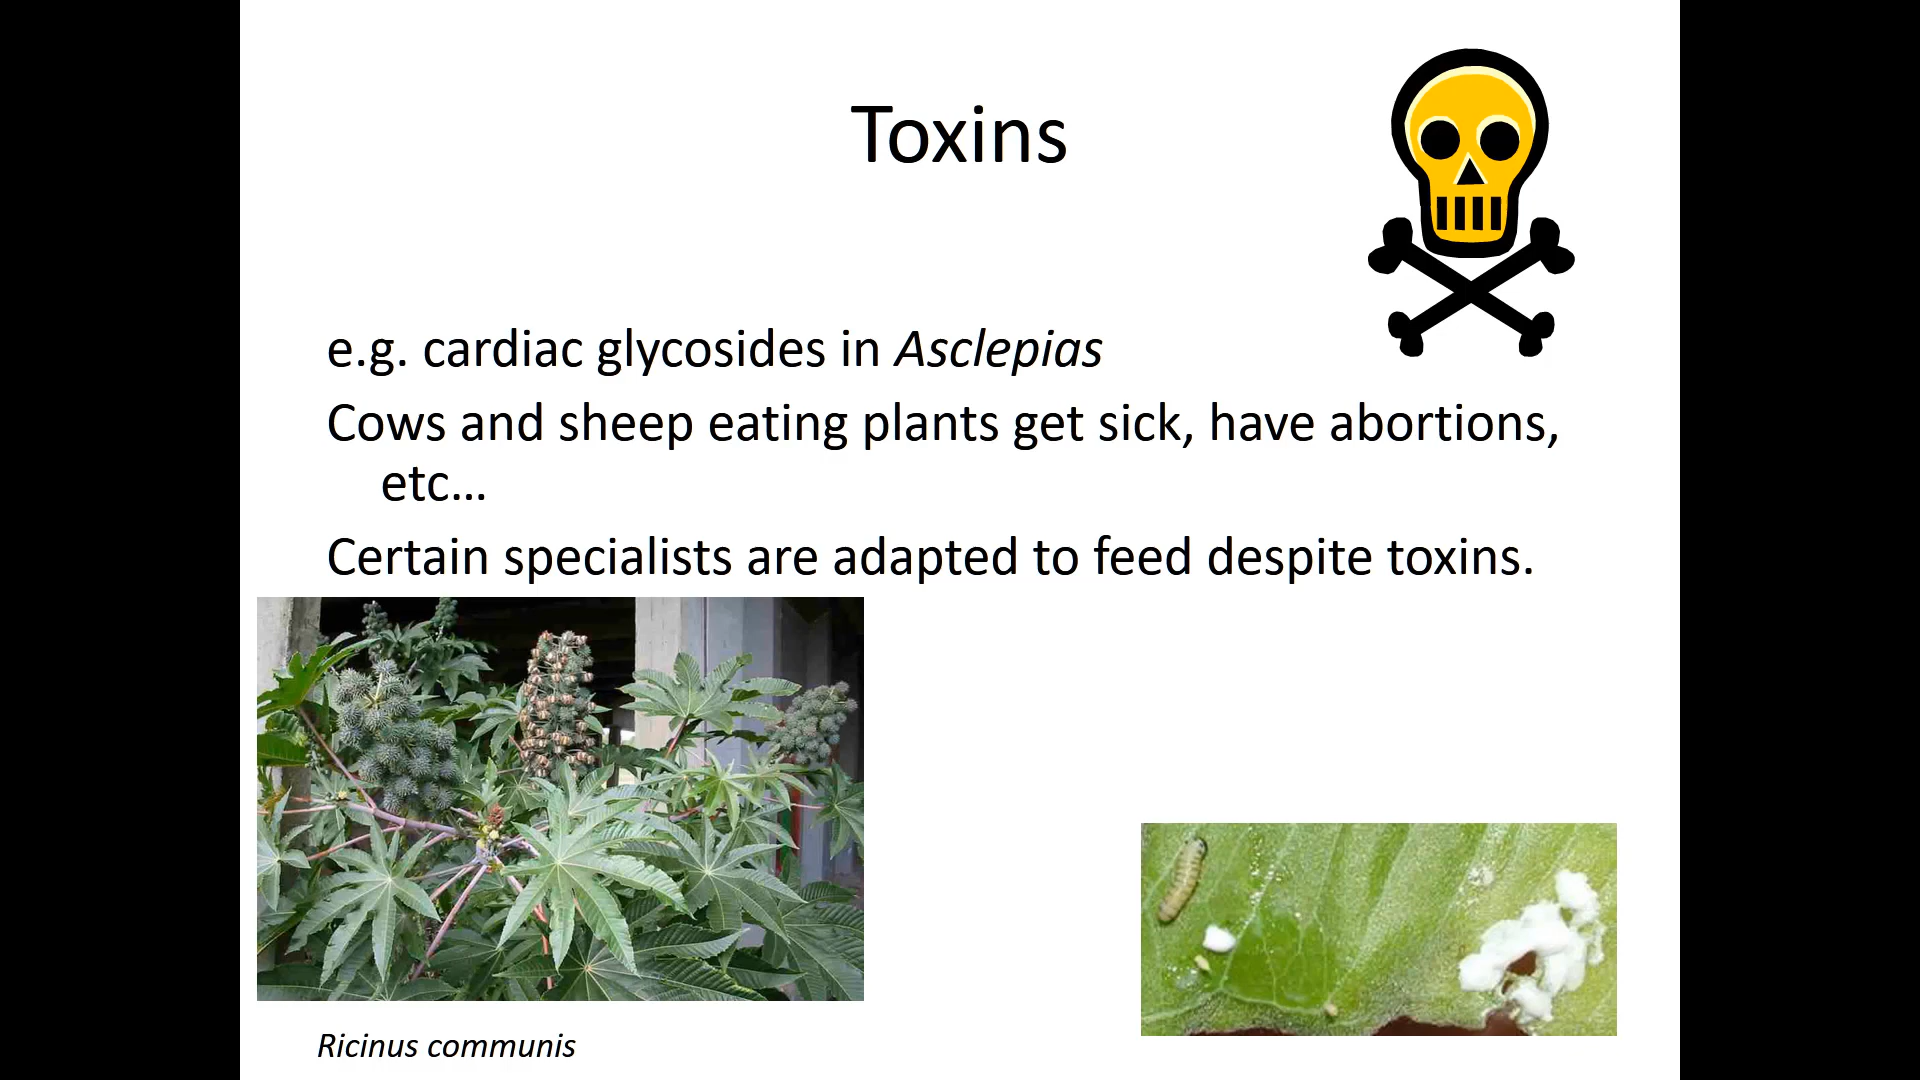 Toxins
e.g. cardiac glycosides in Asclepias
Cows and sheep eating plants get sick, have abortions,
etc…
Certain specialists are adapted to feed despite toxins.
Ricinus communis